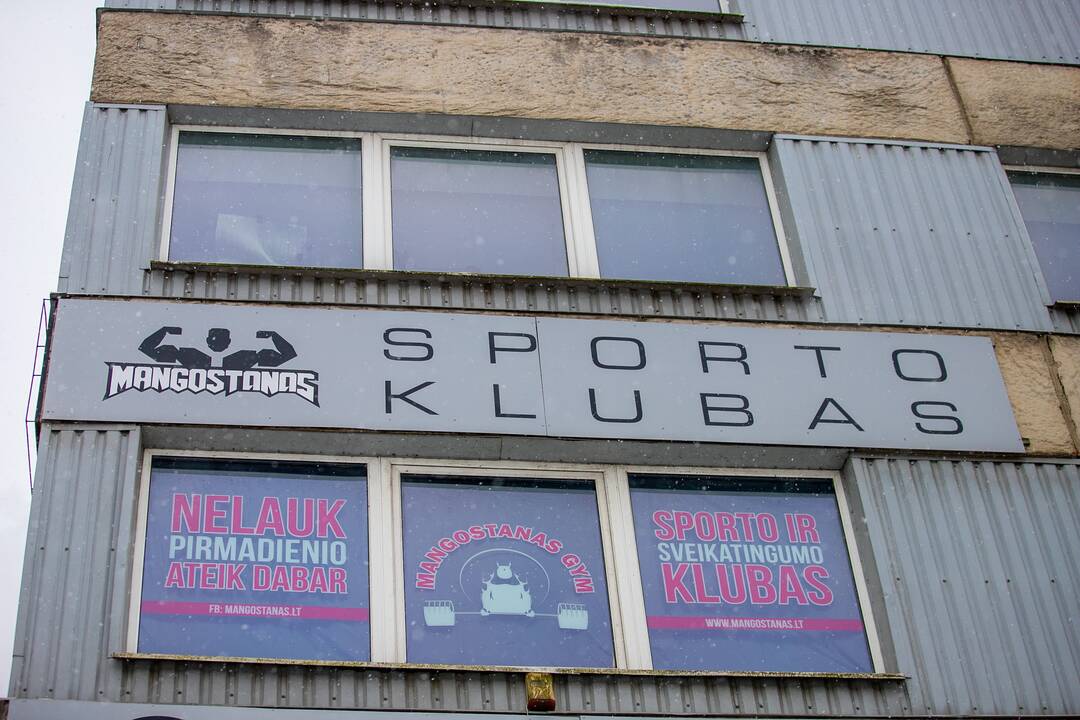 MANGOSTANAS
SPORTO
KLUBAS
NELAUK
PIRMADIENIO
ATEIK DABAR
FB: MANGOSTANAS.LT
MANGOSTANAS GYM
SPORTO IR
SVEIKATINGUMO
KLUBAS
WWW.MANGOSTANAS.LT